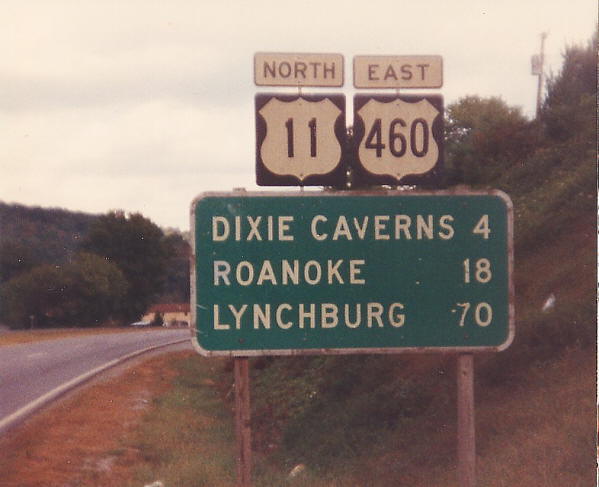 NORTH EAST
11 460
DIXIE CAVERNS 4
ROANOKE 18
LYNCHBURG 70